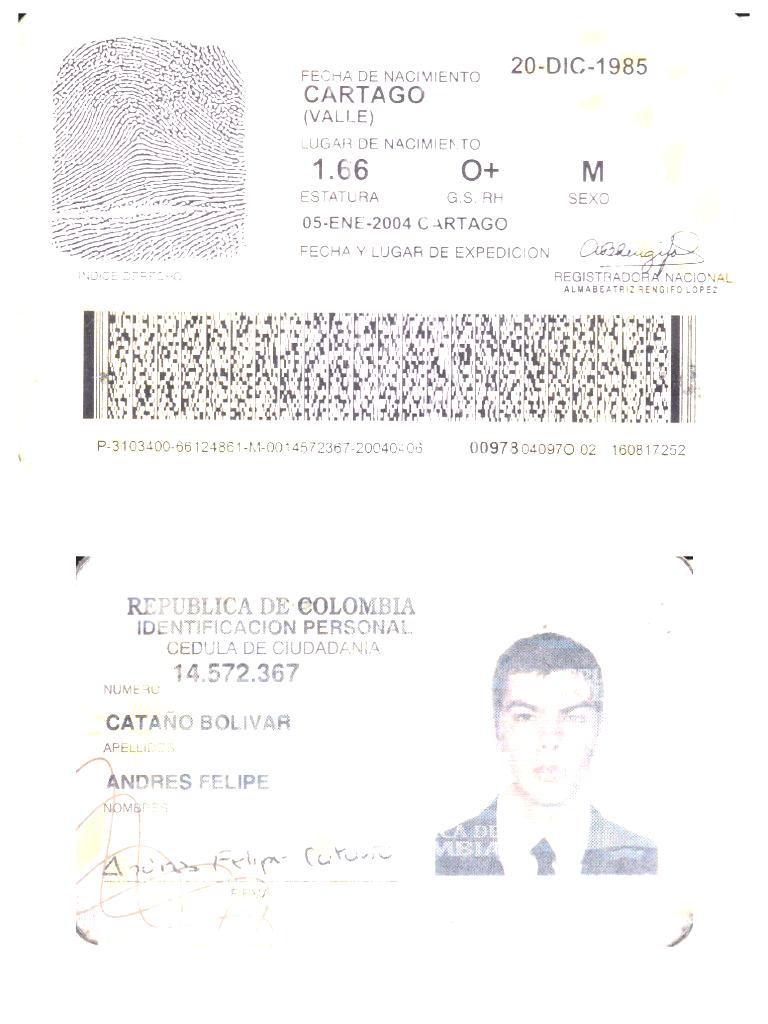 20-DIC-1985
FECHA DE NACIMIENTO
CARTAGO
(VALLE)
LUGAR DE NACIMIENTO
1.66 O+ M
ESTATURA G.S. RH SEXO
05-ENE-2004 CARTAGO
FECHA Y LUGAR DE EXPEDICION
INDICE DERECHO
REGISTRADORA NACIONAL
ALMABEATRIZ RENGIFO LOPEZ
P-3103400-66124861-M-0014572367-20040406 0097804097O 02 160817252
REPUBLICA DE COLOMBIA
IDENTIFICACION PERSONAL
CEDULA DE CIUDADANIA
14.572.367
NUMERO
CATAÑO BOLIVAR
APELLIDOS
ANDRES FELIPE
NOMBRES
Andres Felipe Cataño
FIRMA